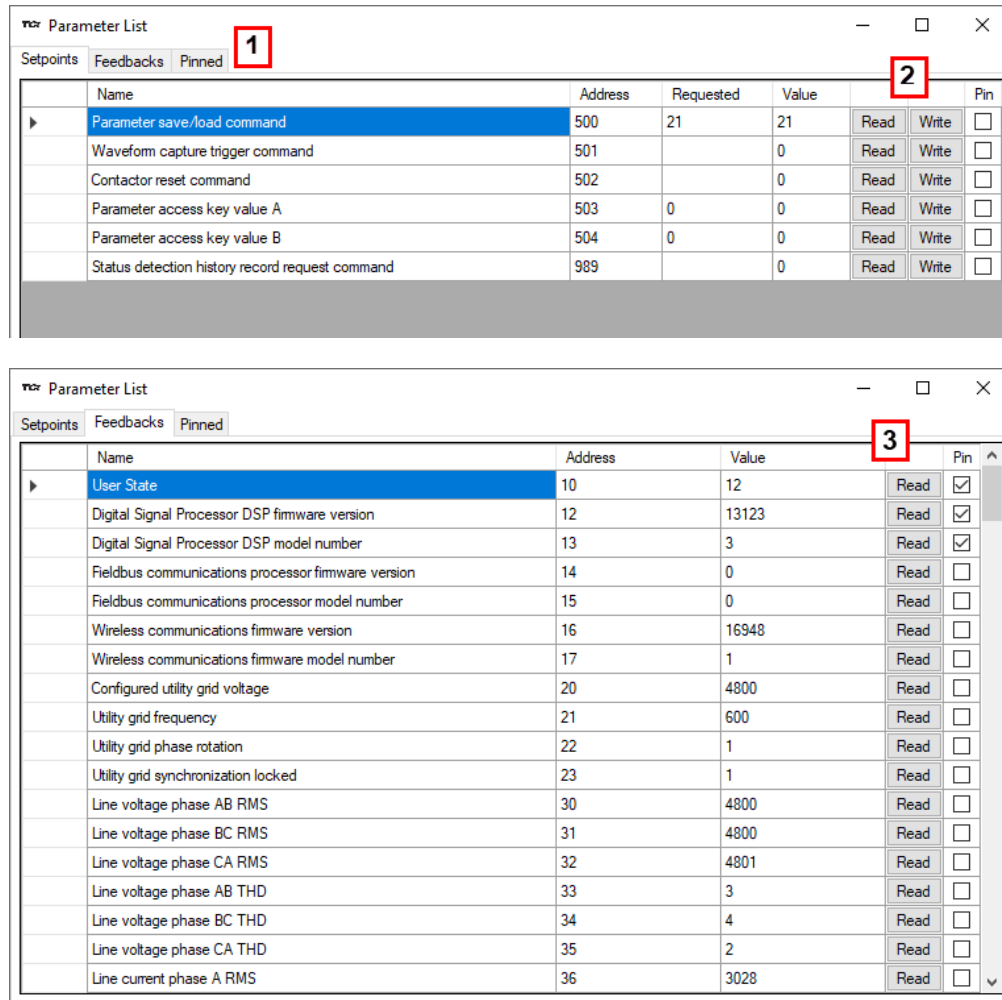 TCI Parameter List
1
Setpoints Feedbacks Pinned
2
Name Address Requested Value Pin
Parameter save/load command 500 21 21 Read Write
Waveform capture trigger command 501 0 Read Write
Contactor reset command 502 0 Read Write
Parameter access key value A 503 0 0 Read Write
Parameter access key value B 504 0 0 Read Write
Status detection history record request command 989 0 Read Write
TCI Parameter List
Setpoints Feedbacks Pinned
3
Name Address Value Pin
User State 10 12 Read
Digital Signal Processor DSP firmware version 12 13123 Read
Digital Signal Processor DSP model number 13 3 Read
Fieldbus communications processor firmware version 14 0 Read
Fieldbus communications processor model number 15 0 Read
Wireless communications firmware version 16 16948 Read
Wireless communications firmware model number 17 1 Read
Configured utility grid voltage 20 4800 Read
Utility grid frequency 21 600 Read
Utility grid phase rotation 22 1 Read
Utility grid synchronization locked 23 1 Read
Line voltage phase AB RMS 30 4800 Read
Line voltage phase BC RMS 31 4800 Read
Line voltage phase CA RMS 32 4801 Read
Line voltage phase AB THD 33 3 Read
Line voltage phase BC THD 34 4 Read
Line voltage phase CA THD 35 2 Read
Line current phase A RMS 36 3028 Read